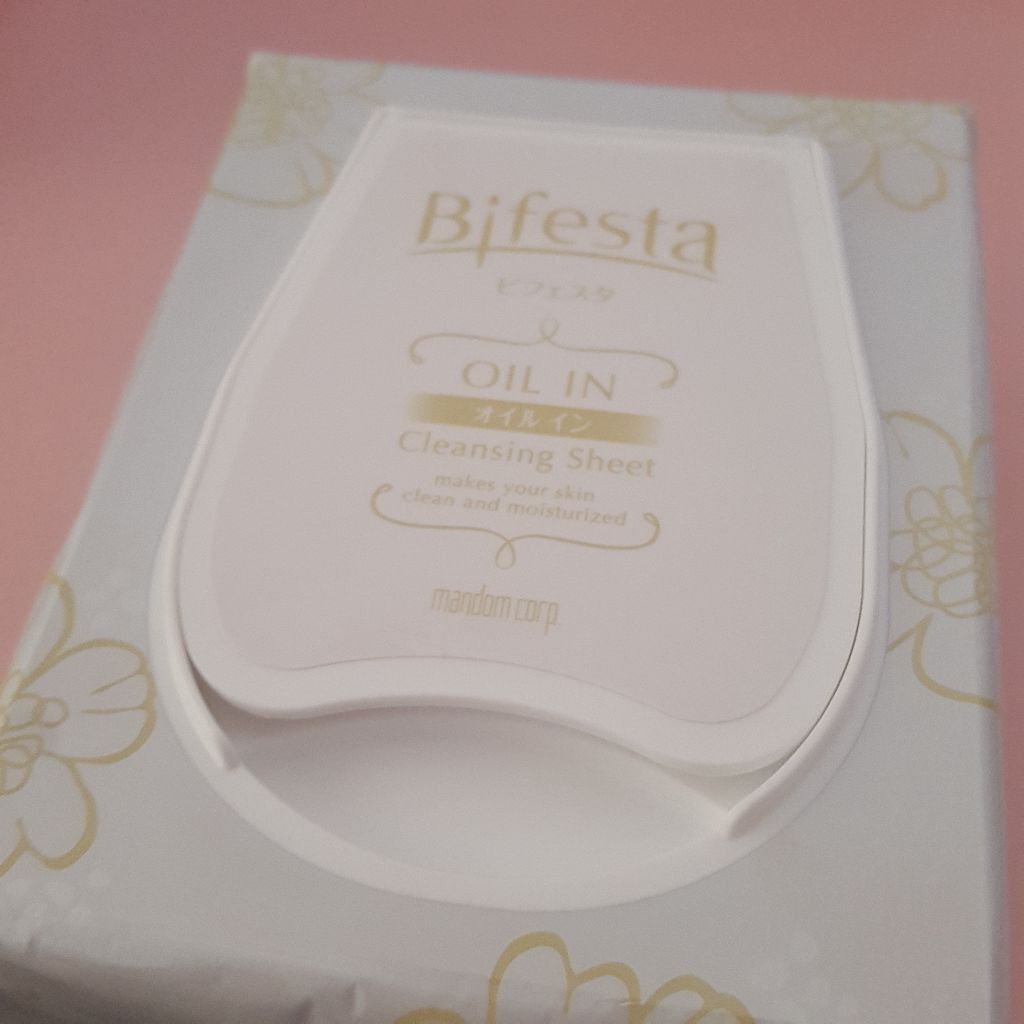 Bifesta
ビフェスタ
OIL IN
オイルイン
Cleansing Sheet
makes your skin
clean and moisturized
mandom corp.